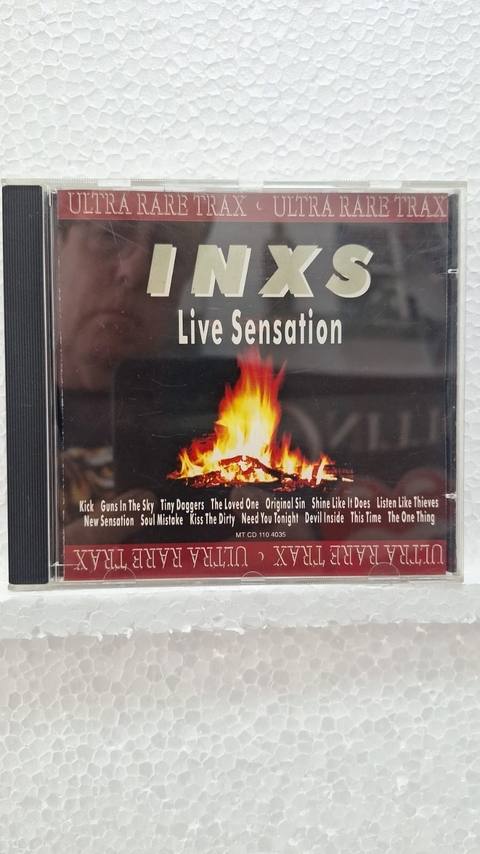 ULTRA RARE TRAX ULTRA RARE TRAX
INXS
Live Sensation
Kick Guns In The Sky Tiny Daggers The Loved One Original Sin Shine Like It Does Listen Like Thieves
New Sensation Soul Mistake Kiss The Dirty Need You Tonight Devil Inside This Time The One Thing
MT CD 110 4035
ULTRA RARE TRAX ULTRA RARE TRAX